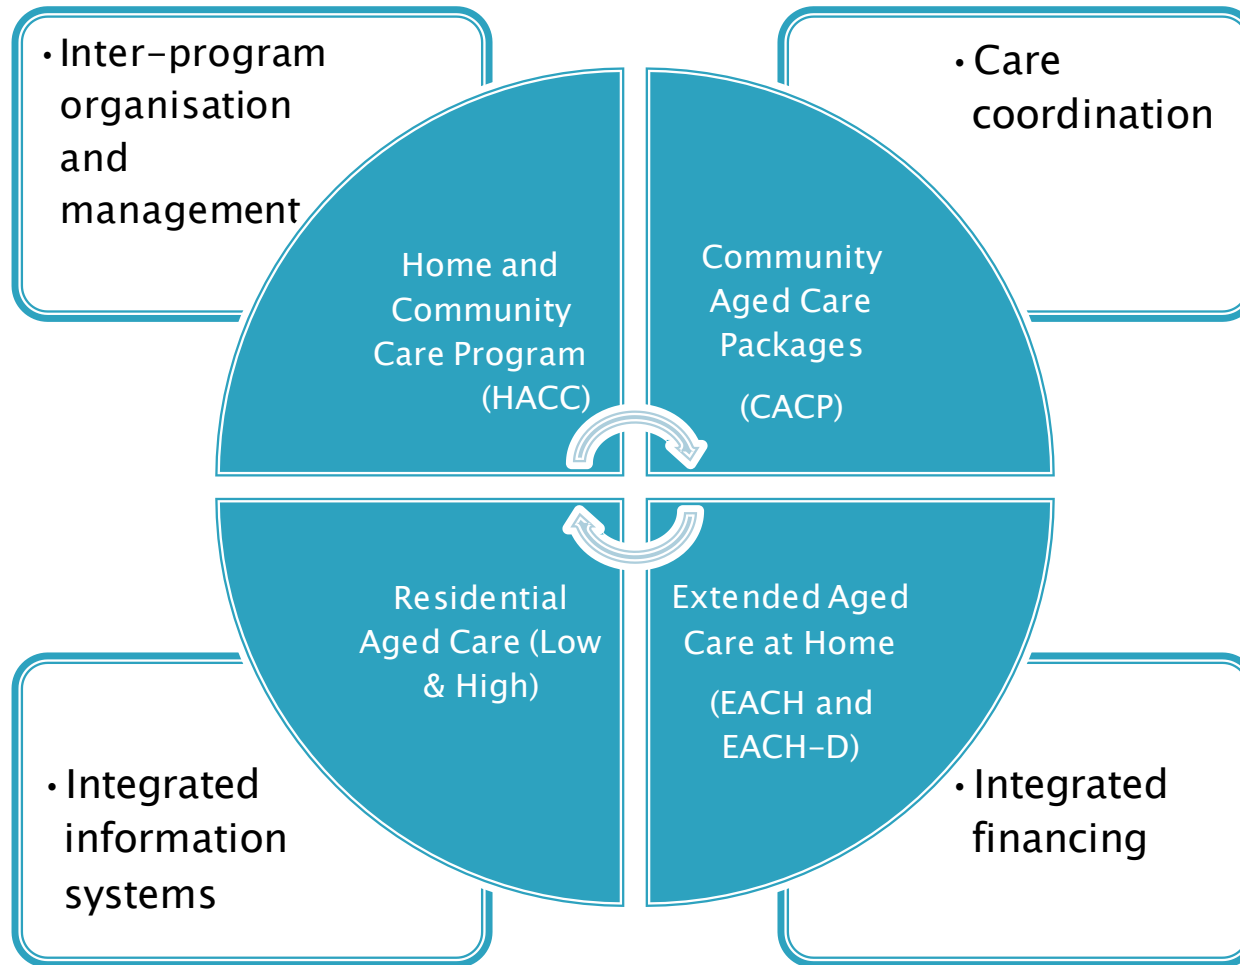 • Inter-program
organisation
and
management
• Care
coordination
Home and
Community
Care Program
(HACC)
Community
Aged Care
Packages
(CACP)
Residential
Aged Care (Low
& High)
Extended Aged
Care at Home
(EACH and
EACH-D)
• Integrated
information
systems
• Integrated
financing